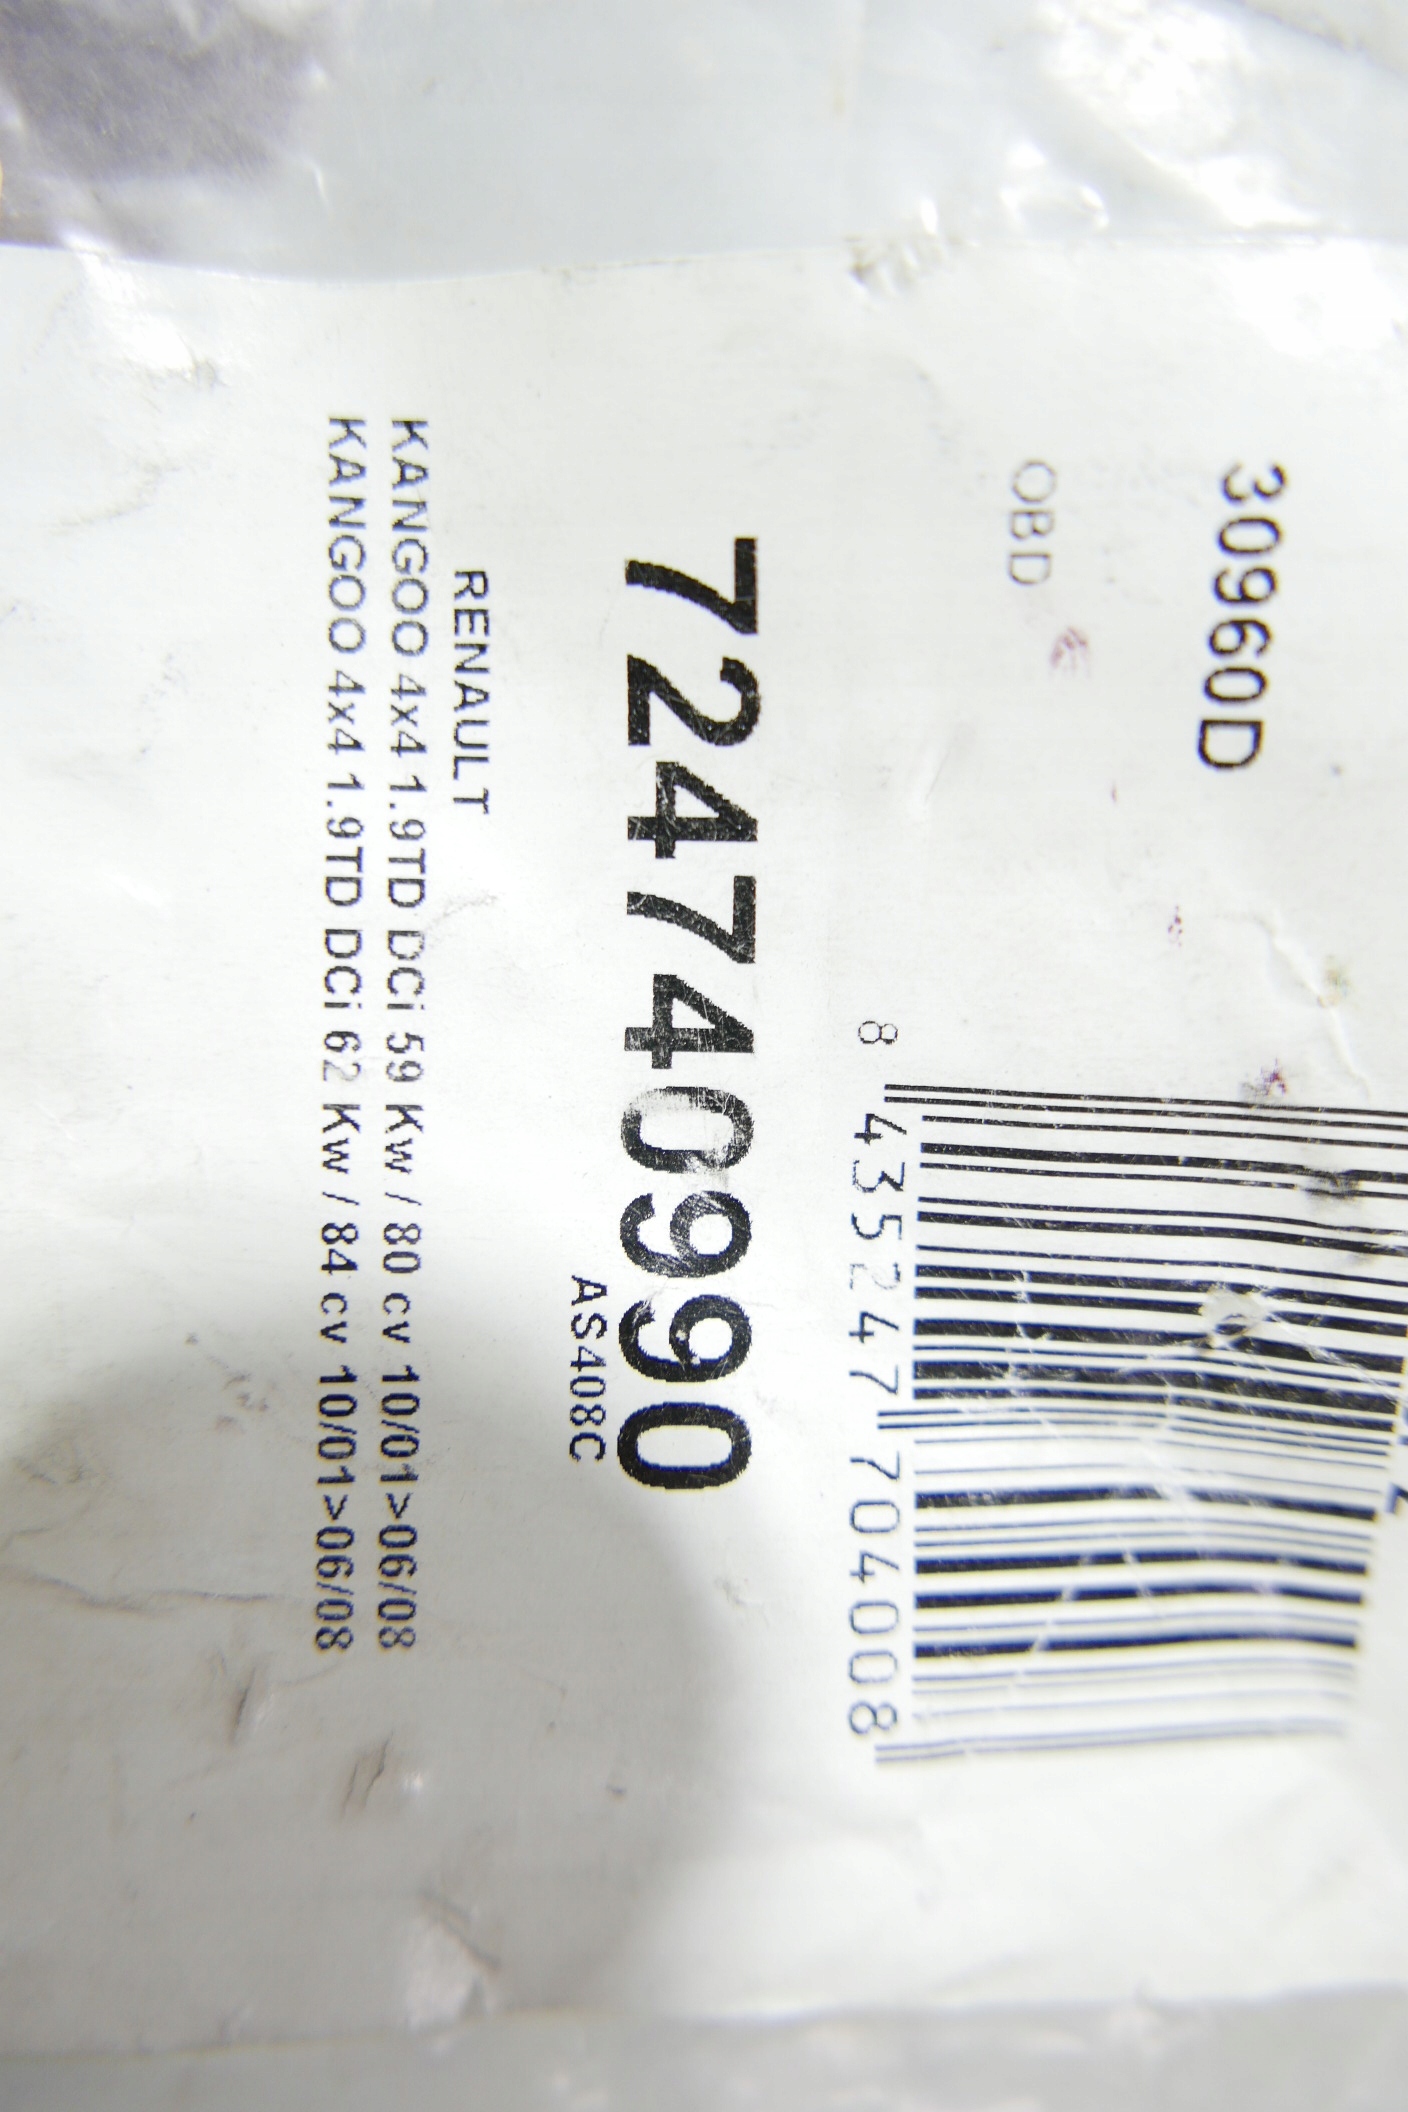 30960D
OBD
8 435247 704008
724740990
AS408C
RENAULT
KANGOO 4x4 1.9TD DCi 59 Kw / 80 cv 10/01>06/08
KANGOO 4x4 1.9TD DCi 62 Kw / 84 cv 10/01>06/08